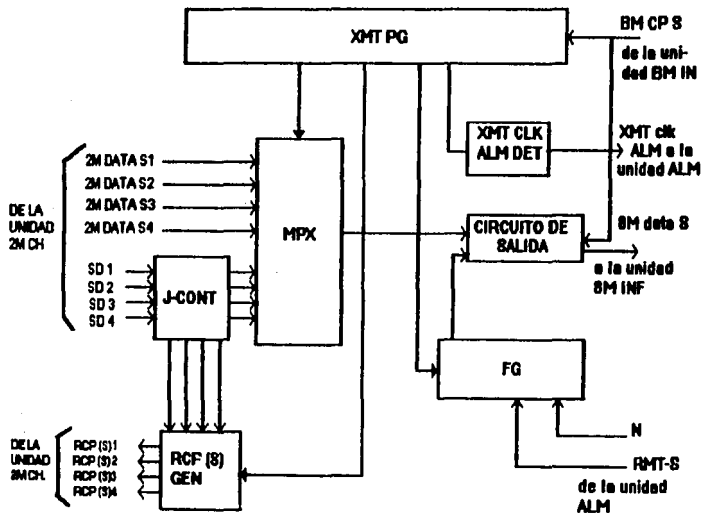 XMT PG
BM CP S
de la uni-
dad BM IN
XMT CLK
ALM DET
XMT clk
ALM a la
unidad ALM
DE LA
UNIDAD
2M CH
2M DATA S1
2M DATA S2
2M DATA S3
2M DATA S4
MPX
CIRCUITO DE
SALIDA
8M data S
a la unidad
8M INF
SD 1
SD 2
SD 3
SD 4
J-CONT
FG
N
RMT-S
de la unidad
ALM
DE LA
UNIDAD
2M CH.
RCP (S)1
RCP (S)2
RCP (S)3
RCP (S)4
RCP (S)
GEN